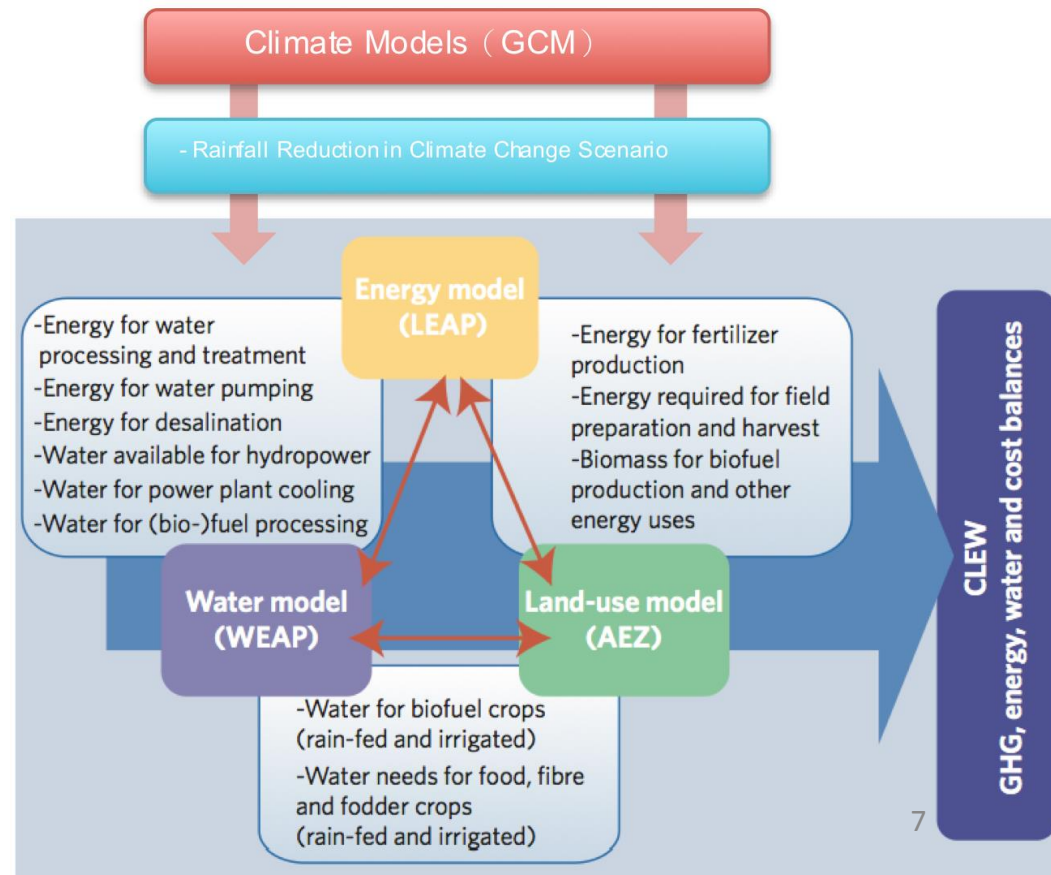 Climate Models（GCM）
- Rainfall Reduction in Climate Change Scenario
Energy model
(LEAP)
-Energy for water
processing and treatment
-Energy for water pumping
-Energy for desalination
-Water available for hydropower
-Water for power plant cooling
-Water for (bio-)fuel processing
-Energy for fertilizer
production
-Energy required for field
preparation and harvest
-Biomass for biofuel
production and other
energy uses
Water model
(WEAP)
Land-use model
(AEZ)
-Water for biofuel crops
(rain-fed and irrigated)
-Water needs for food, fibre
and fodder crops
(rain-fed and irrigated)
CLEW
GHG, energy, water and cost balances
7